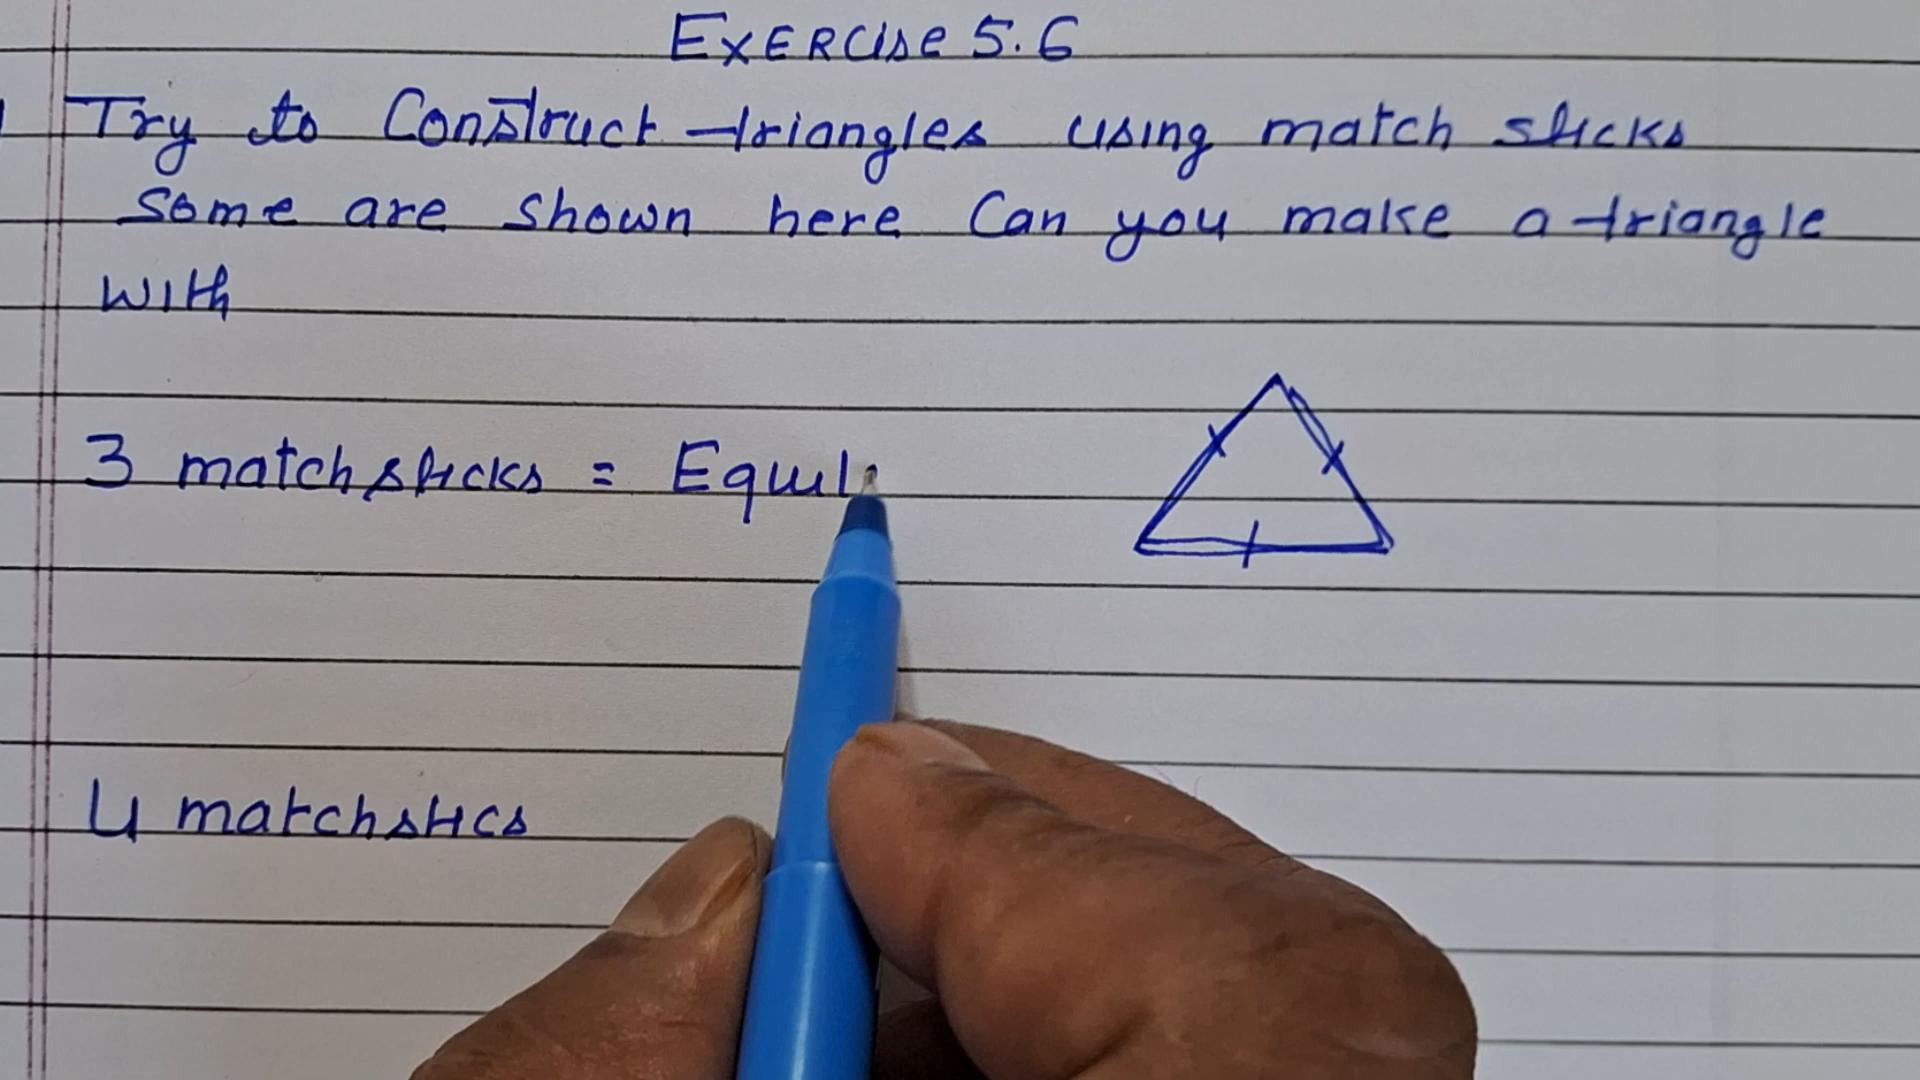 EXERCise 5.6
Try to Construct triangles using match sticks
Some are shown here Can you make a triangle
with
3 matchsticks = Equil
4 matchstics